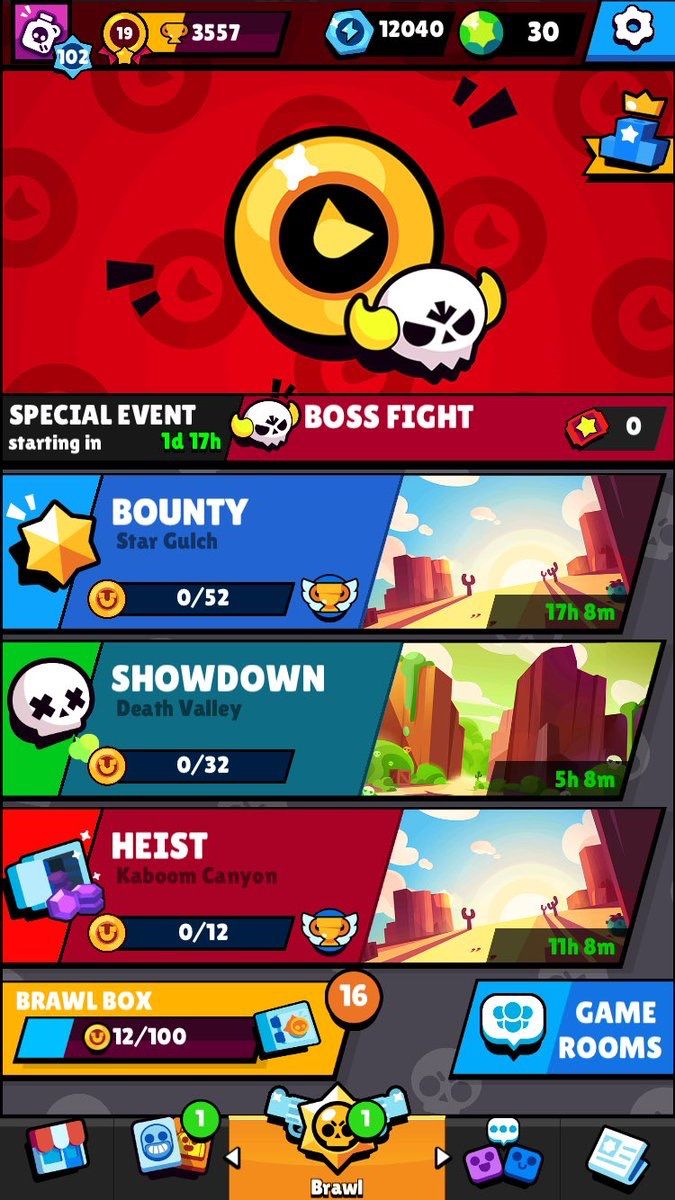 102
19
3557
12040
30
SPECIAL EVENT
starting in 1d 17h
BOSS FIGHT
0
BOUNTY
Star Gulch
0/52
17h 8m
SHOWDOWN
Death Valley
0/32
5h 8m
HEIST
Kaboom Canyon
0/12
11h 8m
BRAWL BOX
16
12/100
GAME
ROOMS
1
1
Brawl